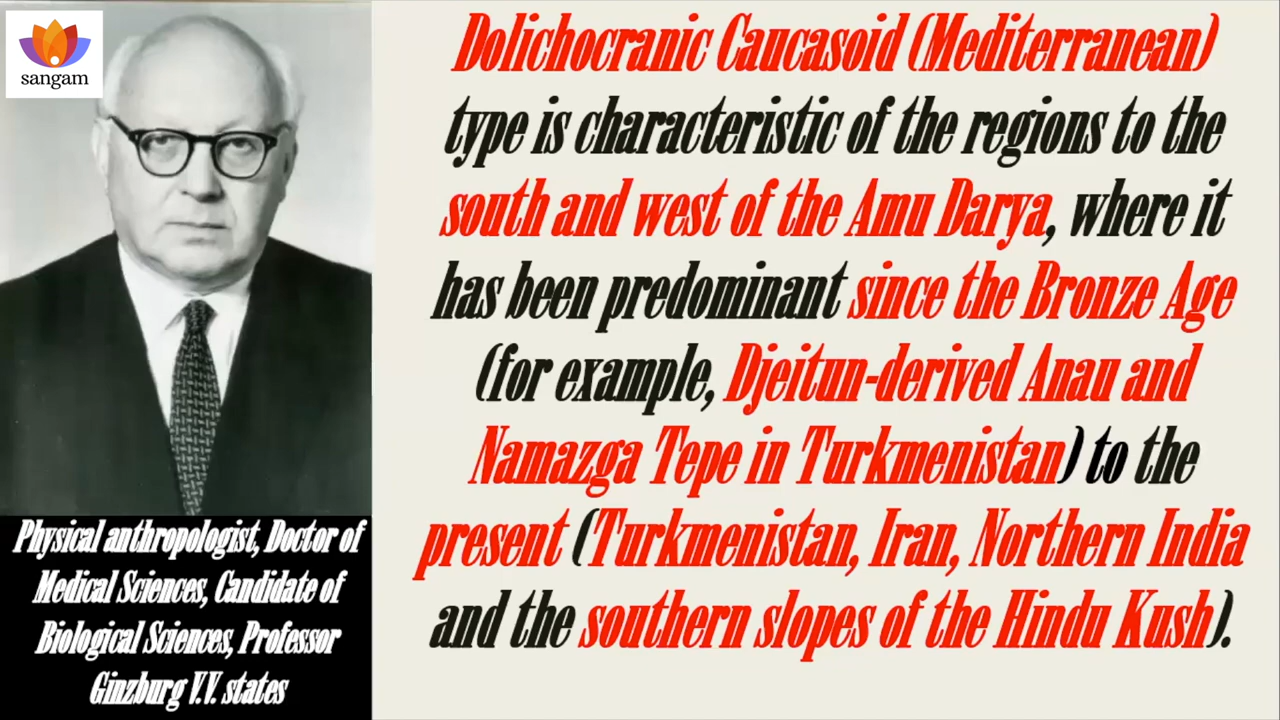 sangam
Dolichocranic Caucasoid (Mediterranean)
type is characteristic of the regions to the
south and west of the Amu Darya, where it
has been predominant since the Bronze Age
(for example, Djeitun-derived Anau and
Namazga Tepe in Turkmenistan) to the
present (Turkmenistan, Iran, Northern India
and the southern slopes of the Hindu Kush).
Physical anthropologist, Doctor of
Medical Sciences, Candidate of
Biological Sciences, Professor
Ginzburg V.V. states